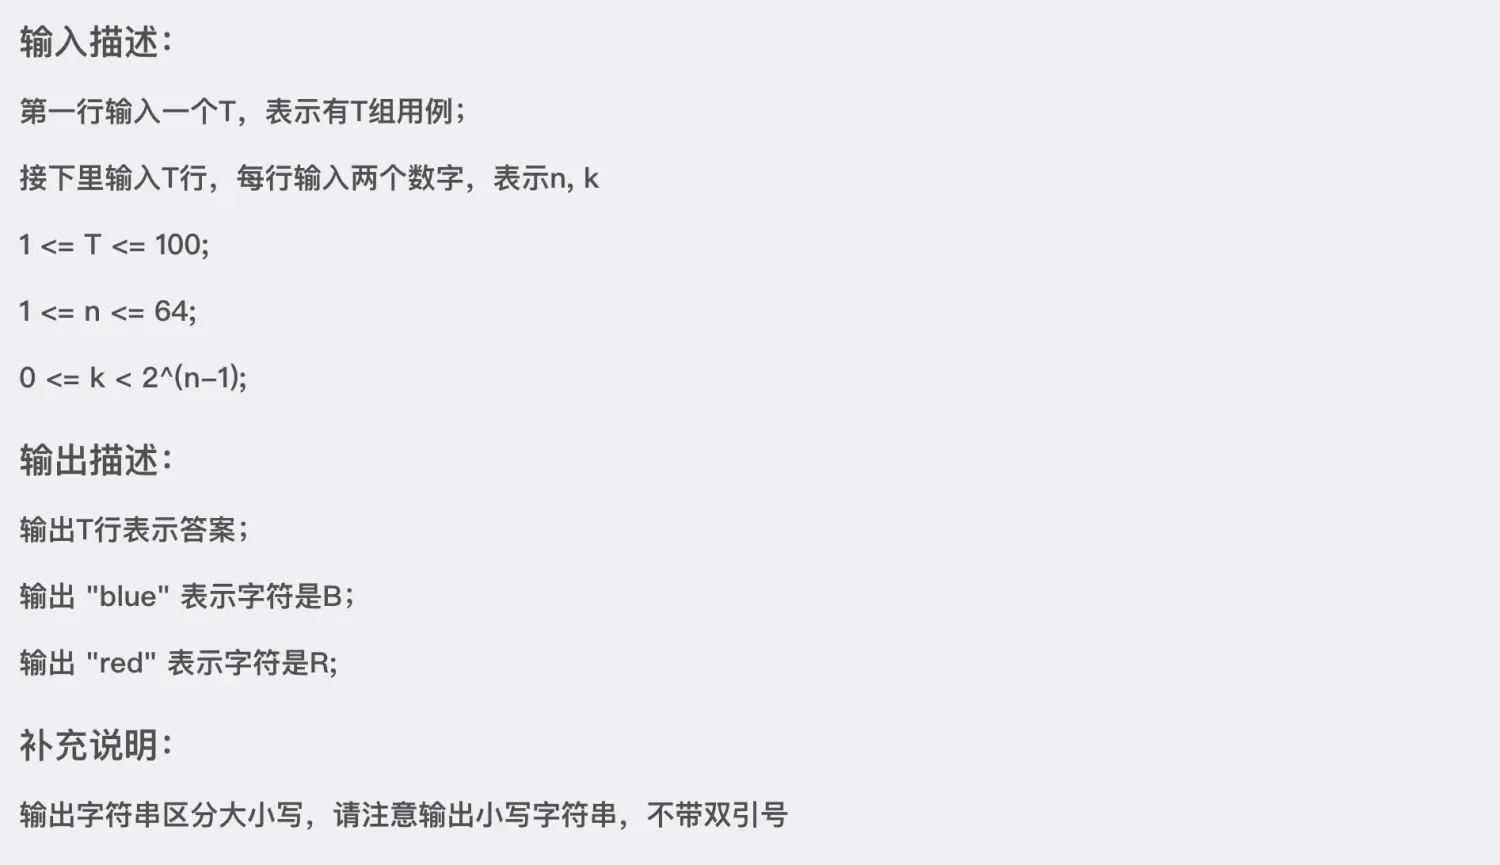 输入描述：
第一行输入一个T，表示有T组用例；
接下里输入T行，每行输入两个数字，表示n, k
1 <= T <= 100;
1 <= n <= 64;
0 <= k < 2^(n-1);
输出描述：
输出T行表示答案；
输出 "blue" 表示字符是B；
输出 "red" 表示字符是R;
补充说明：
输出字符串区分大小写，请注意输出小写字符串，不带双引号